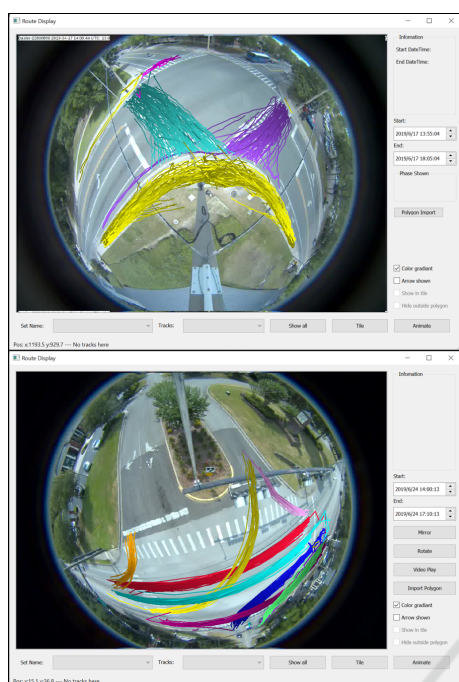 Route Display
Infomation
Start DateTime:
End DateTime:
Start:
2019/6/17 13:55:04
End:
2019/6/17 18:05:04
Phase Shown
Polygon Import
Color gradiant
Arrow shown
Show in tile
Hide outside polygon
Set Name:
Tracks:
Show all
Tile
Animate
Pos: x:1193.5 y:929.7 --- No tracks here
Route Display
Infomation
Start:
2019/6/24 14:00:13
End:
2019/6/24 17:10:13
Mirror
Rotate
Video Play
Import Polygon
Color gradiant
Arrow shown
Show in tile
Hide outside polygon
Set Name:
Tracks:
Show all
Tile
Animate
Pos: x:15.1 y:36.8 --- No tracks here